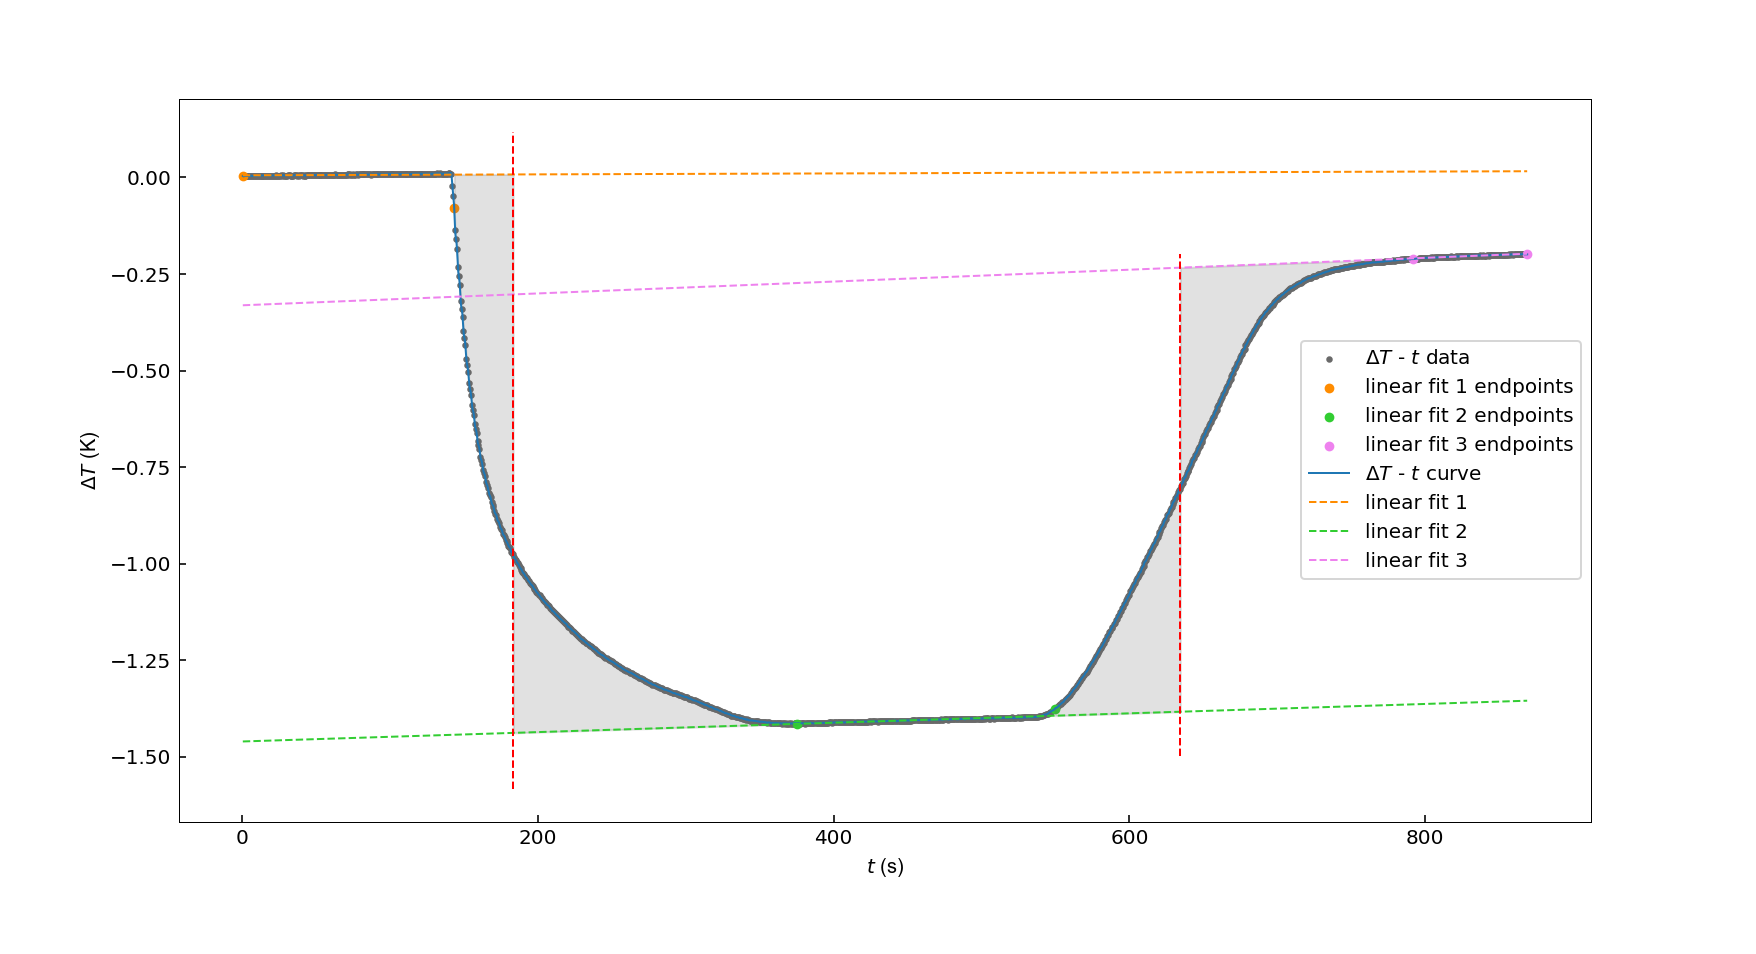 0.00
−0.25
−0.50
−0.75
−1.00
−1.25
−1.50
ΔT (K)
0 200 400 600 800
t (s)
ΔT - t data
linear fit 1 endpoints
linear fit 2 endpoints
linear fit 3 endpoints
ΔT - t curve
linear fit 1
linear fit 2
linear fit 3